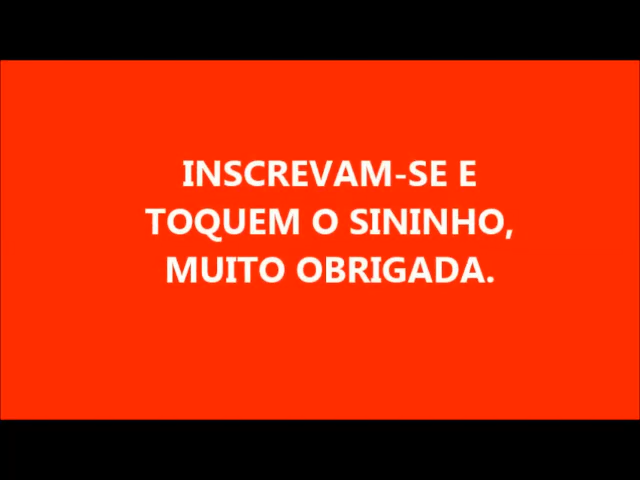 INSCREVAM-SE E
TOQUEM O SININHO,
MUITO OBRIGADA.